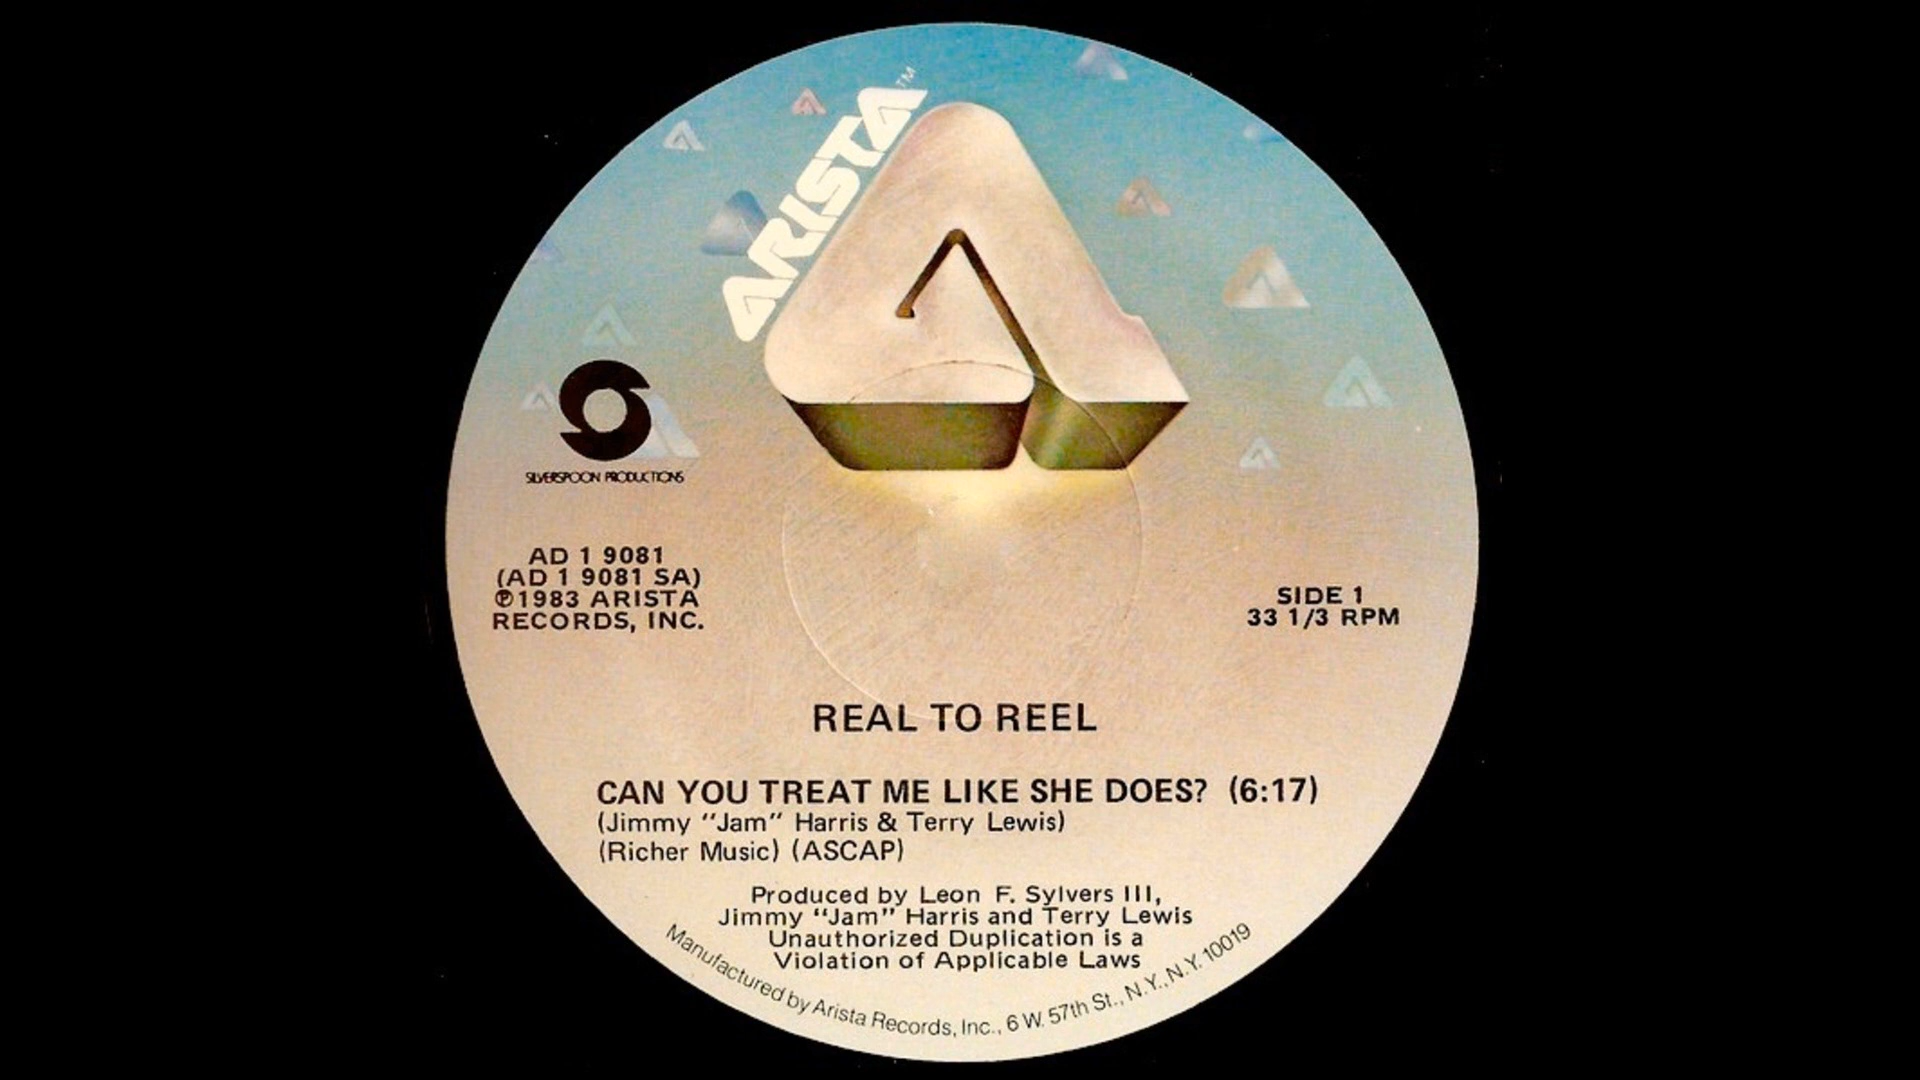 ARISTA™
SILVERSPOON PRODUCTIONS
AD 1 9081
(AD 1 9081 SA)
℗1983 ARISTA
RECORDS, INC.
SIDE 1
33 1/3 RPM
REAL TO REEL
CAN YOU TREAT ME LIKE SHE DOES? (6:17)
(Jimmy “Jam” Harris & Terry Lewis)
(Richer Music) (ASCAP)
Produced by Leon F. Sylvers III,
Jimmy “Jam” Harris and Terry Lewis
Unauthorized Duplication is a
Violation of Applicable Laws
Manufactured by Arista Records, Inc., 6 W. 57th St., N.Y., N.Y. 10019